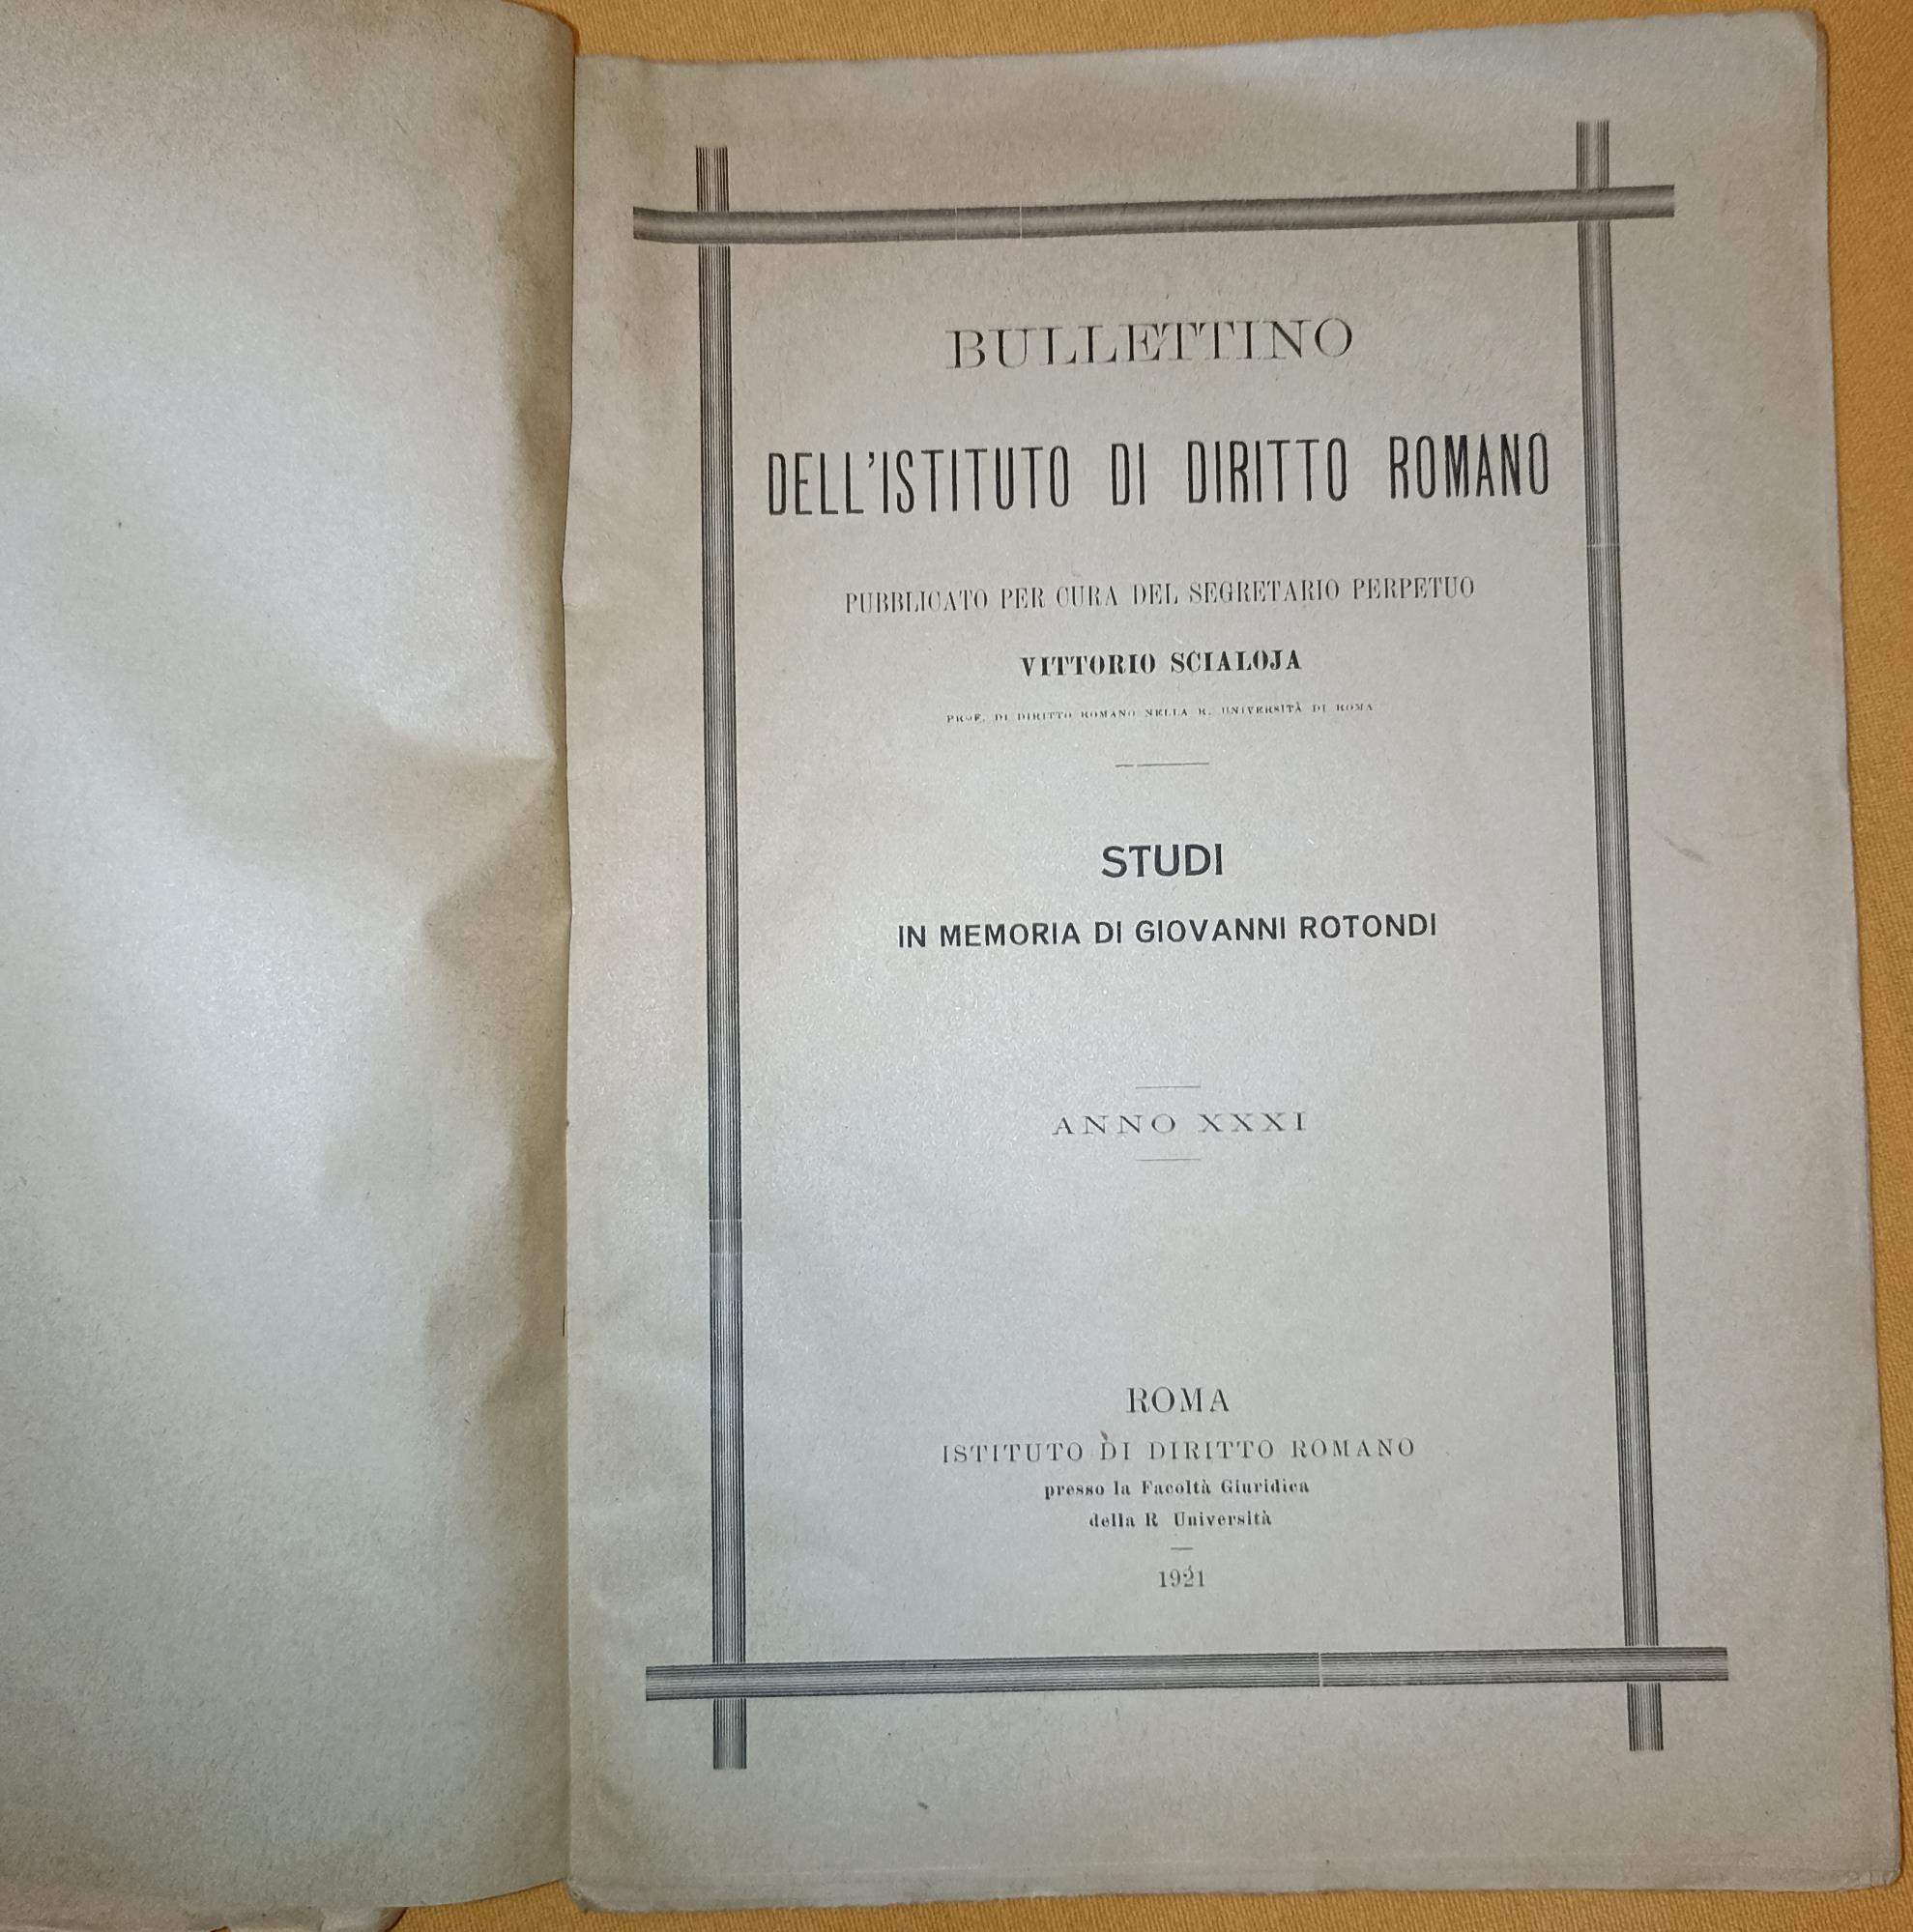 BULLETTINO
DELL'ISTITUTO DI DIRITTO ROMANO
PUBBLICATO PER CURA DEL SEGRETARIO PERPETUO
VITTORIO SCIALOJA
PROF. DI DIRITTO ROMANO NELLA R. UNIVERSITÀ DI ROMA
STUDI
IN MEMORIA DI GIOVANNI ROTONDI
ANNO XXXI
ROMA
ISTITUTO DI DIRITTO ROMANO
presso la Facoltà Giuridica
della R Università
1921